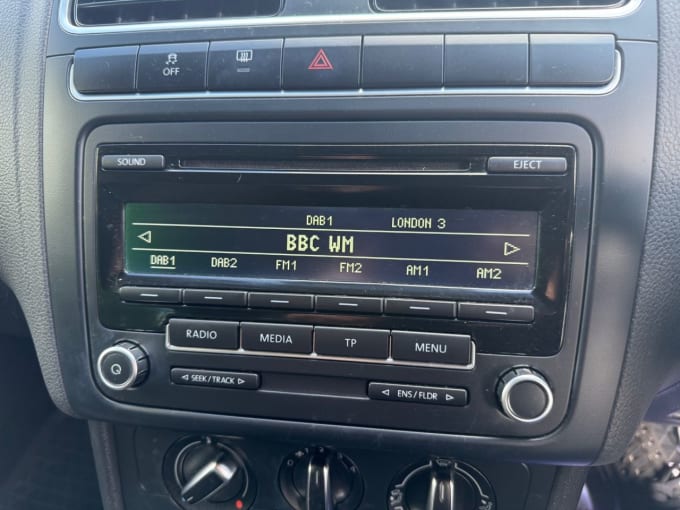 OFF
SOUND
EJECT
DAB1 LONDON 3
BBC WM
DAB1 DAB2 FM1 FM2 AM1 AM2
RADIO MEDIA TP MENU
SEEK / TRACK
ENS / FLDR